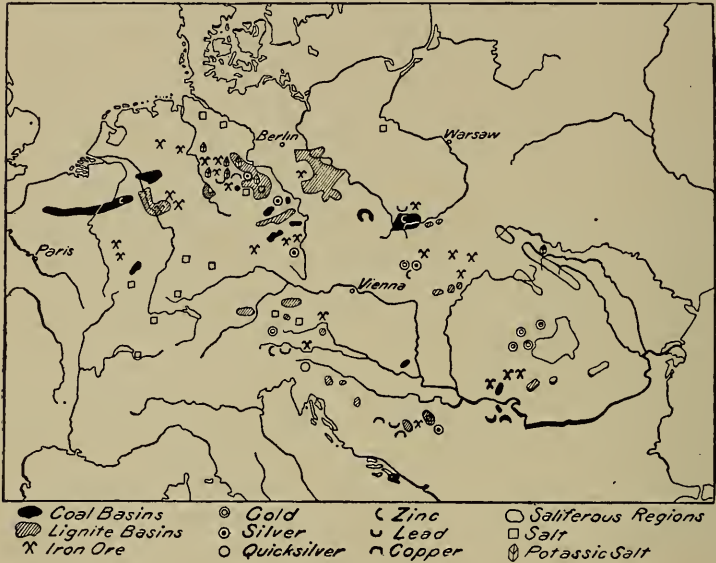 Berlin
Warsaw
Paris
Vienna
Coal Basins
Lignite Basins
Iron Ore
Gold
Silver
Quicksilver
Zinc
Lead
Copper
Saliferous Regions
Salt
Potassic Salt